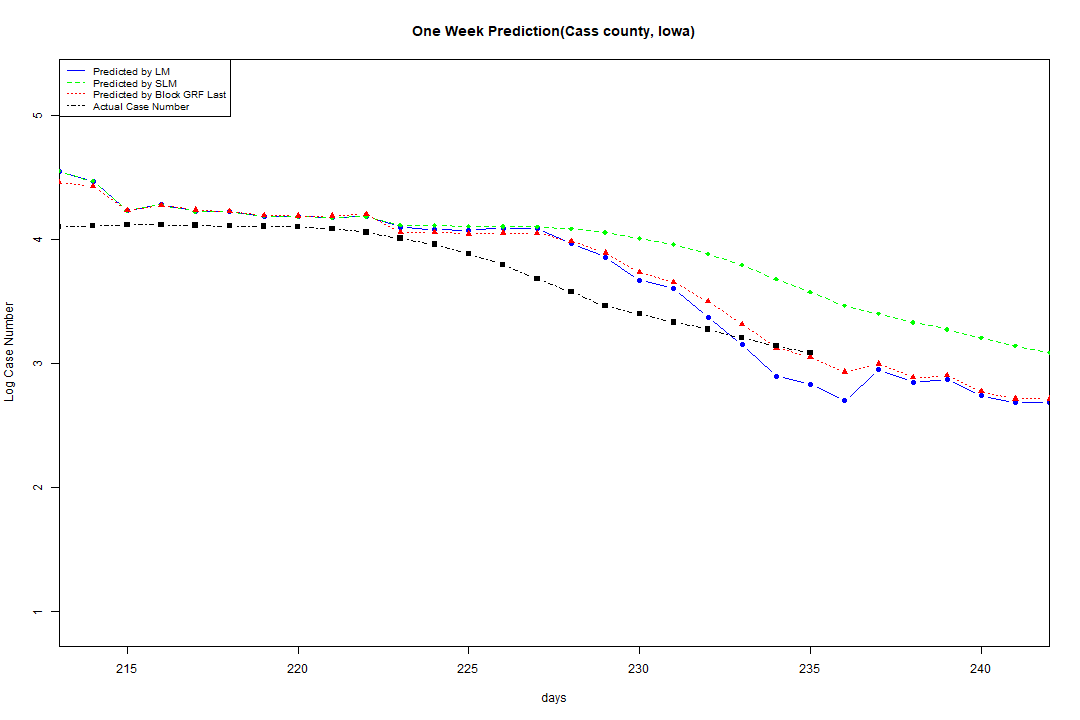 One Week Prediction(Cass county, Iowa)
Predicted by LM
Predicted by SLM
Predicted by Block GRF Last
Actual Case Number
5
4
3
2
1
Log Case Number
215 220 225 230 235 240
days